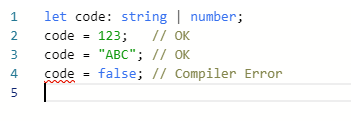 1 let code: string | number;
2 code = 123;   // OK
3 code = "ABC"; // OK
4 code = false; // Compiler Error
5